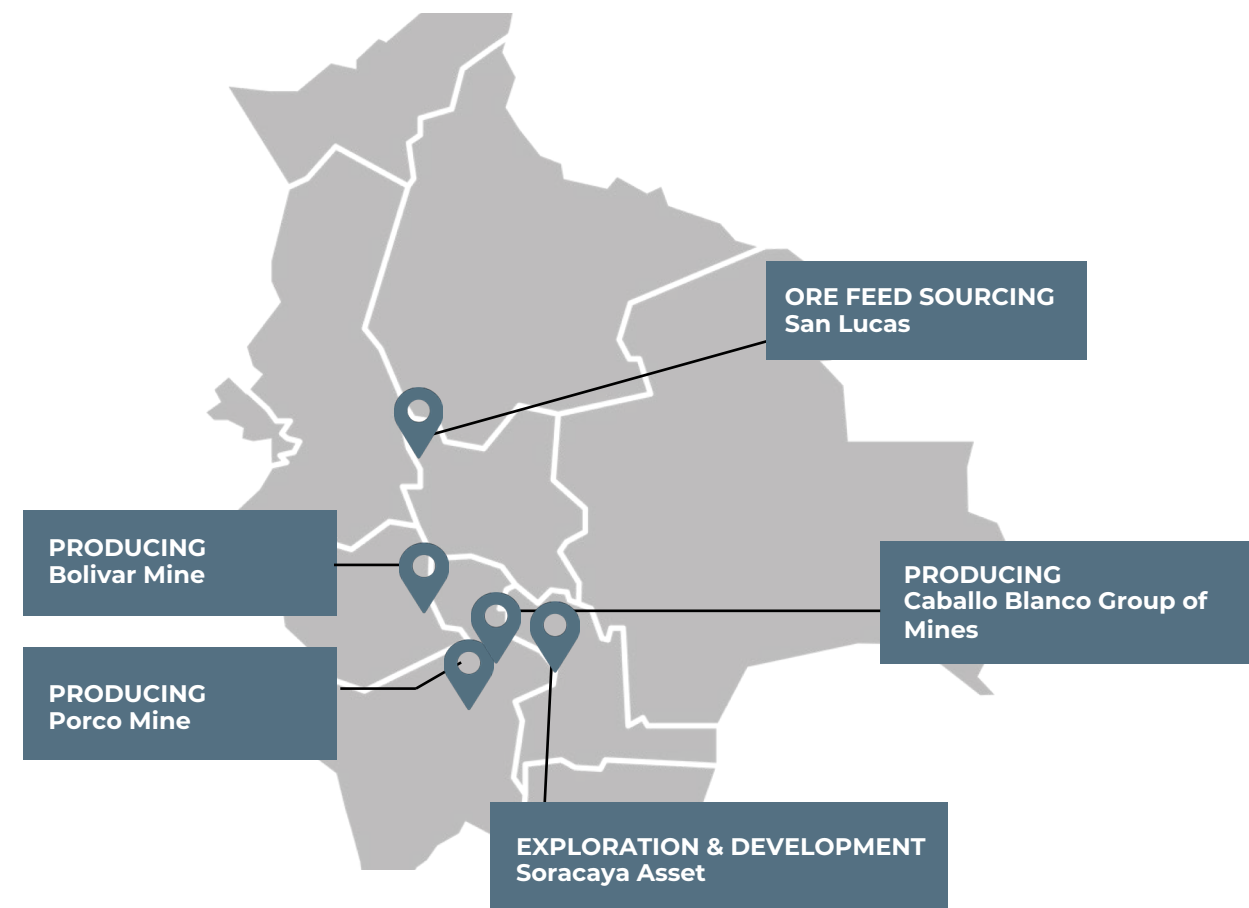 ORE FEED SOURCING
San Lucas
PRODUCING
Bolivar Mine
PRODUCING
Caballo Blanco Group of
Mines
PRODUCING
Porco Mine
EXPLORATION & DEVELOPMENT
Soracaya Asset